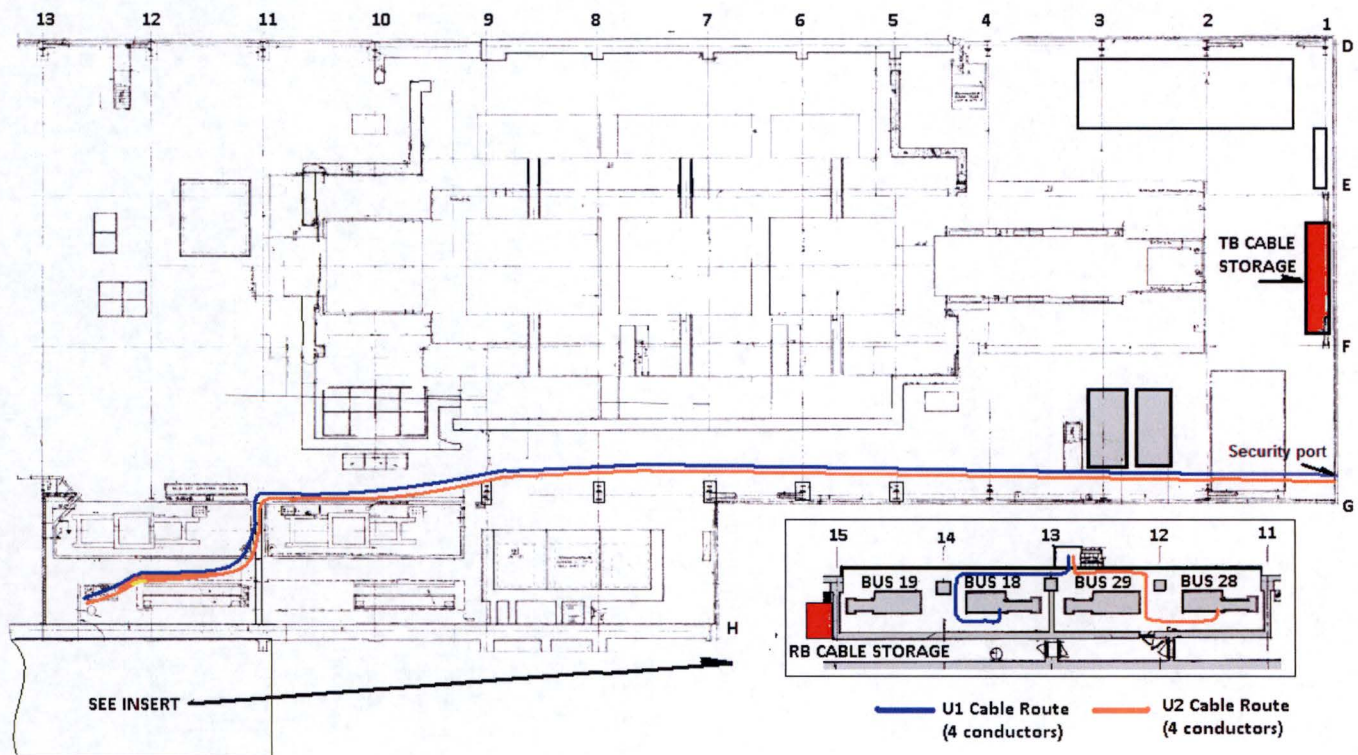 13 12 11 10 9 8 7 6 5 4 3 2 1
D
E
TB CABLE
STORAGE
F
Security port
G
15 14 13 12 11
BUS 19 BUS 18 BUS 29 BUS 28
H
RB CABLE STORAGE
SEE INSERT
U1 Cable Route
(4 conductors)
U2 Cable Route
(4 conductors)